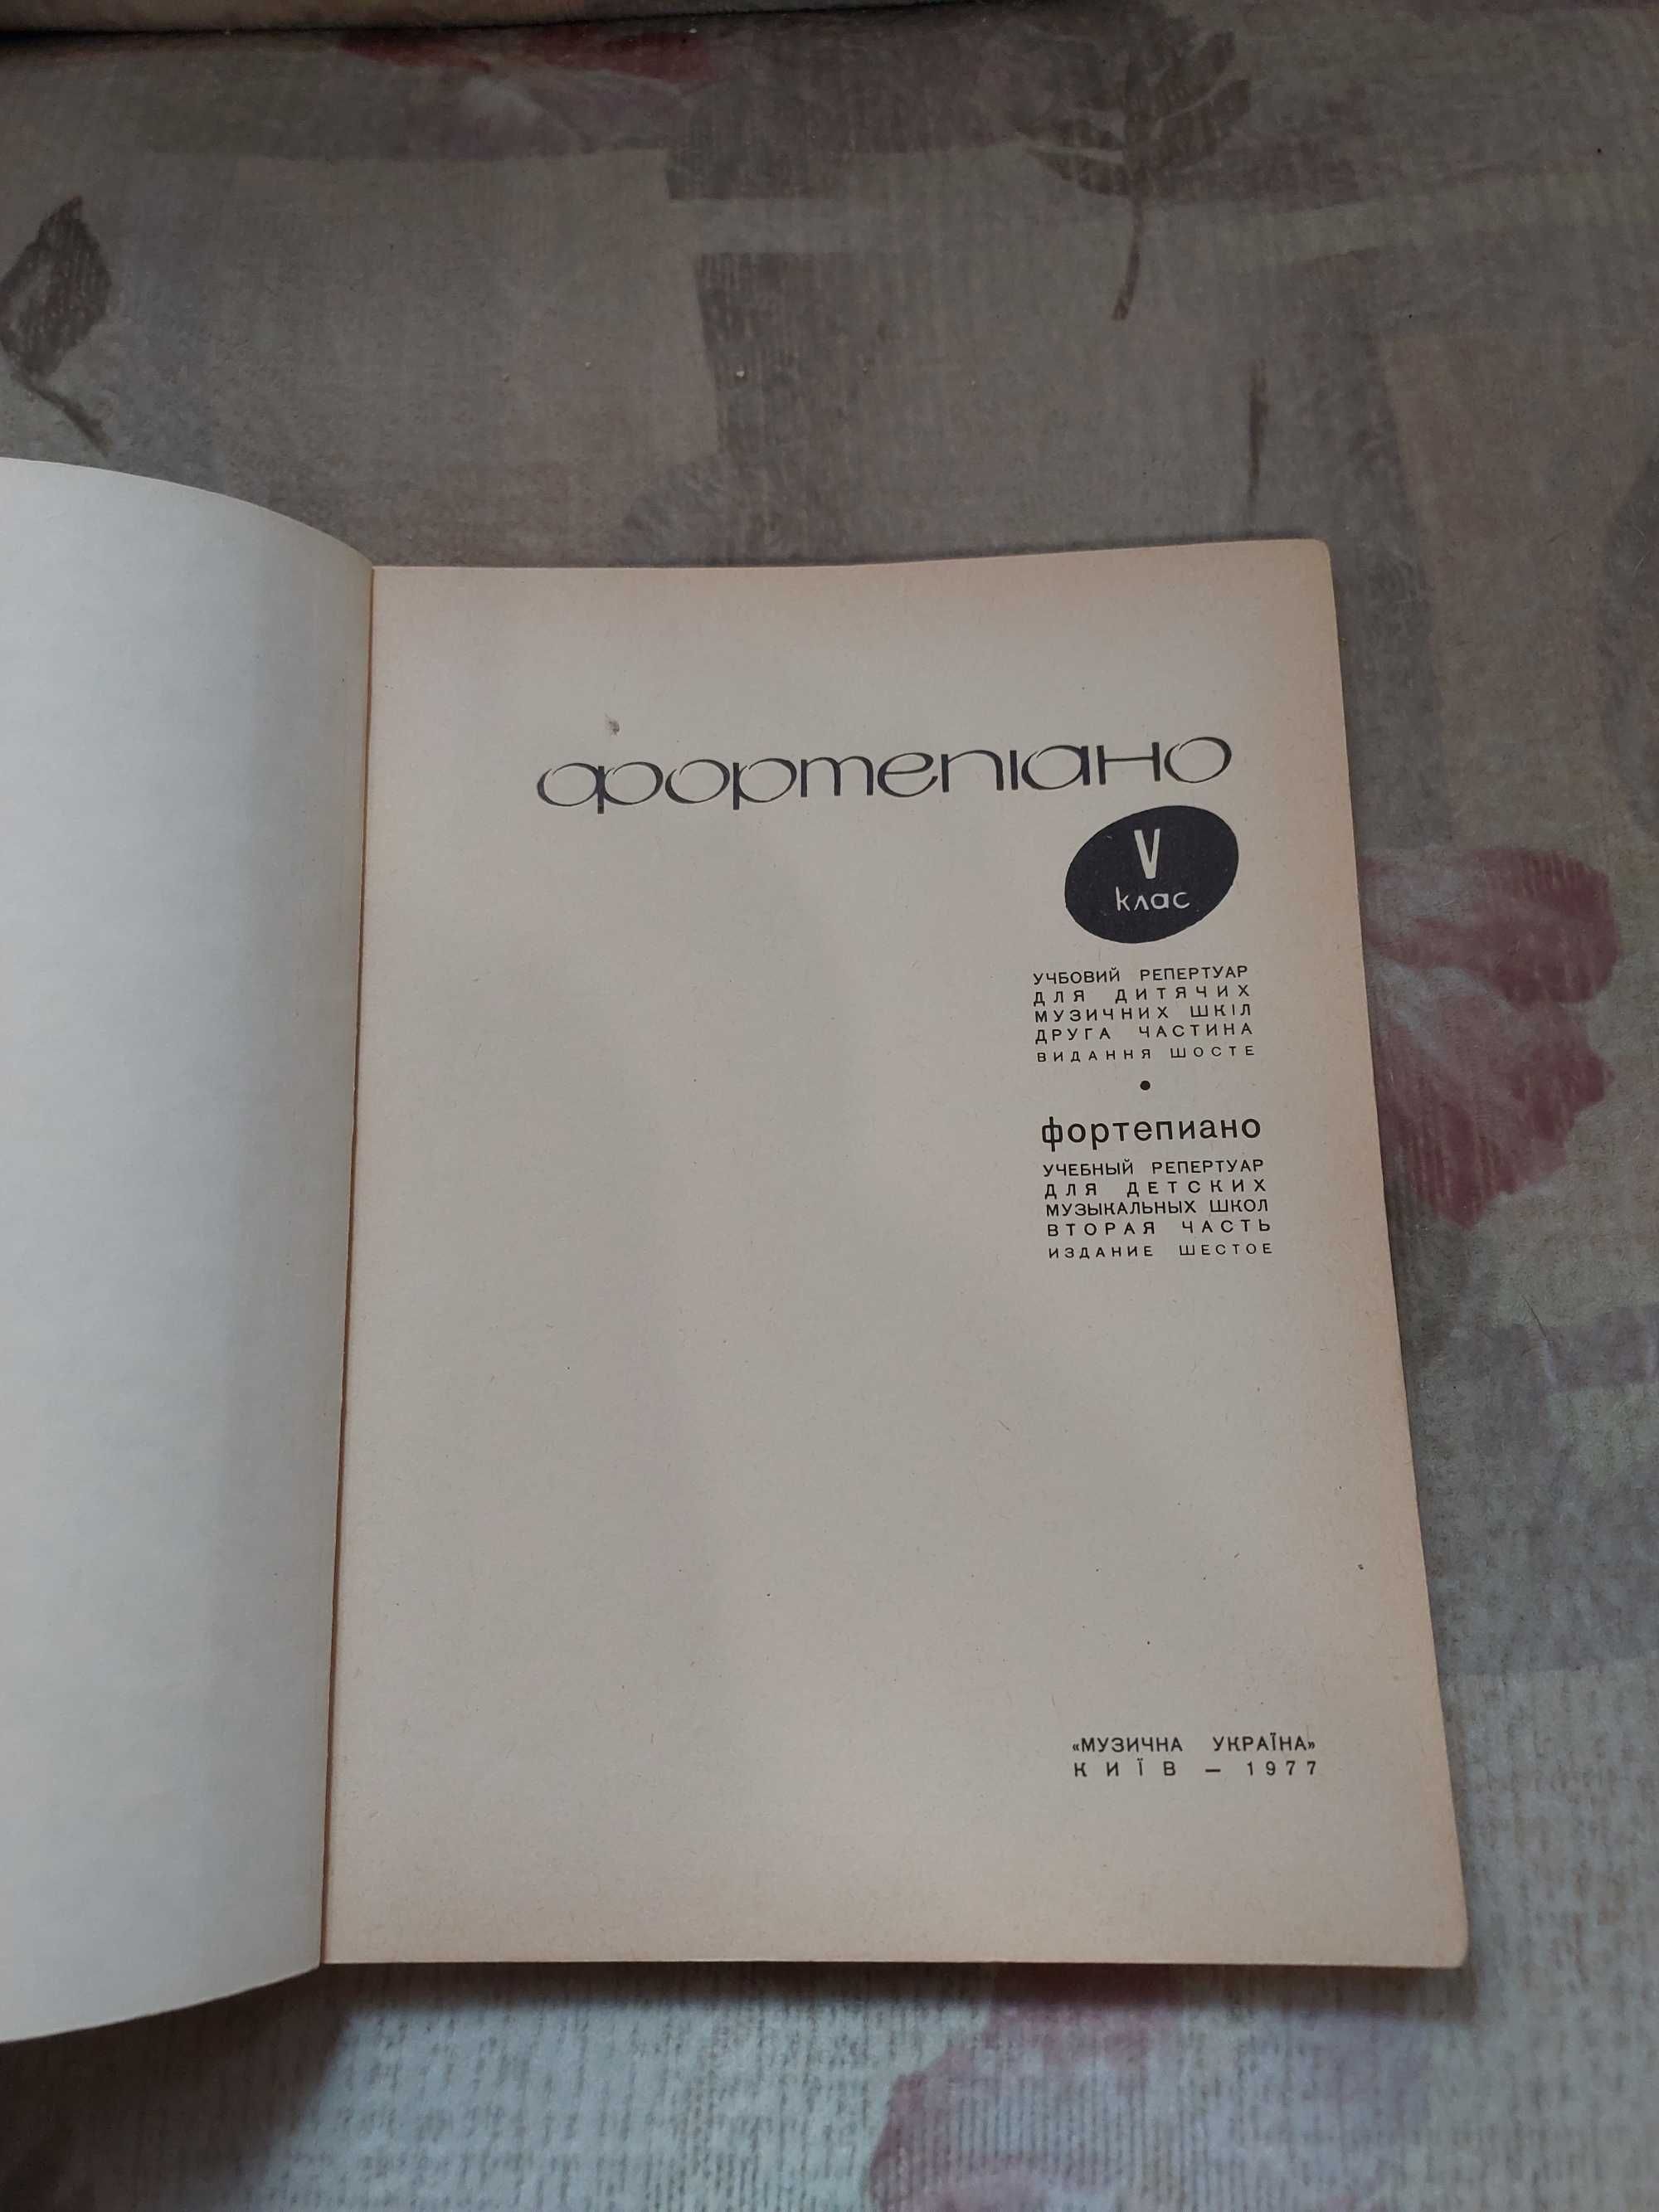 фортепіано
V
клас
УЧБОВИЙ РЕПЕРТУАР
ДЛЯ ДИТЯЧИХ
МУЗИЧНИХ ШКІЛ
ДРУГА ЧАСТИНА
ВИДАННЯ ШОСТЕ
•
фортепиано
УЧЕБНЫЙ РЕПЕРТУАР
ДЛЯ ДЕТСКИХ
МУЗЫКАЛЬНЫХ ШКОЛ
ВТОРАЯ ЧАСТЬ
ИЗДАНИЕ ШЕСТОЕ
«МУЗИЧНА УКРАЇНА»
КИЇВ — 1977